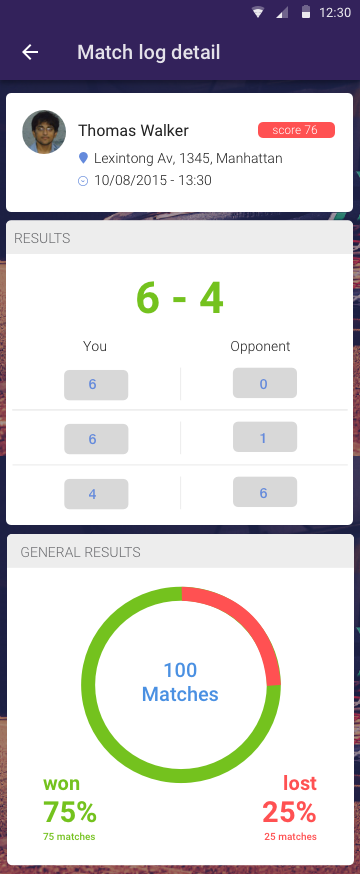 12:30
Match log detail
Thomas Walker
score 76
Lexintong Av, 1345, Manhattan
10/08/2015 - 13:30
RESULTS
6 - 4
You Opponent
6 0
6 1
4 6
GENERAL RESULTS
100
Matches
won lost
75% 25%
75 matches 25 matches